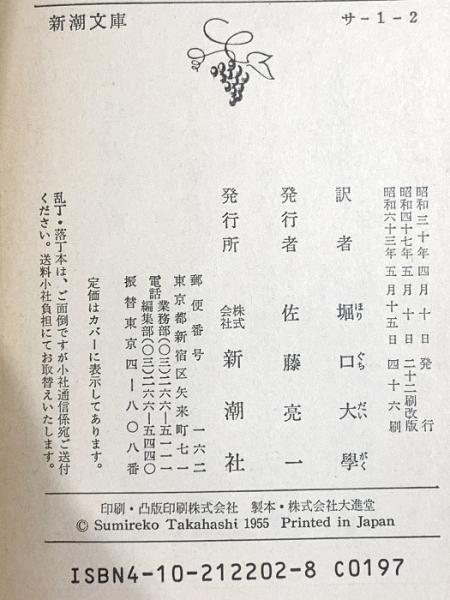 新潮文庫
サ-1-2
昭和三十年四月十日発行
昭和四十七年五月十日二十二刷改版
昭和六十三年五月十五日四十六刷
訳者 堀口大學
ほりぐちだいがく
発行者 佐藤亮一
発行所 株式会社 新潮社
郵便番号 一六二
東京都新宿区矢来町七一
電話 業務部(〇三)二六六—五一一一
編集部(〇三)二六六—五四四〇
振替東京四—八〇八番
定価はカバーに表示してあります。
乱丁・落丁本は、ご面倒ですが小社通信係宛ご送付
ください。送料小社負担にてお取替えいたします。
印刷・凸版印刷株式会社 製本・株式会社大進堂
© Sumireko Takahashi 1955 Printed in Japan
ISBN4-10-212202-8 C0197